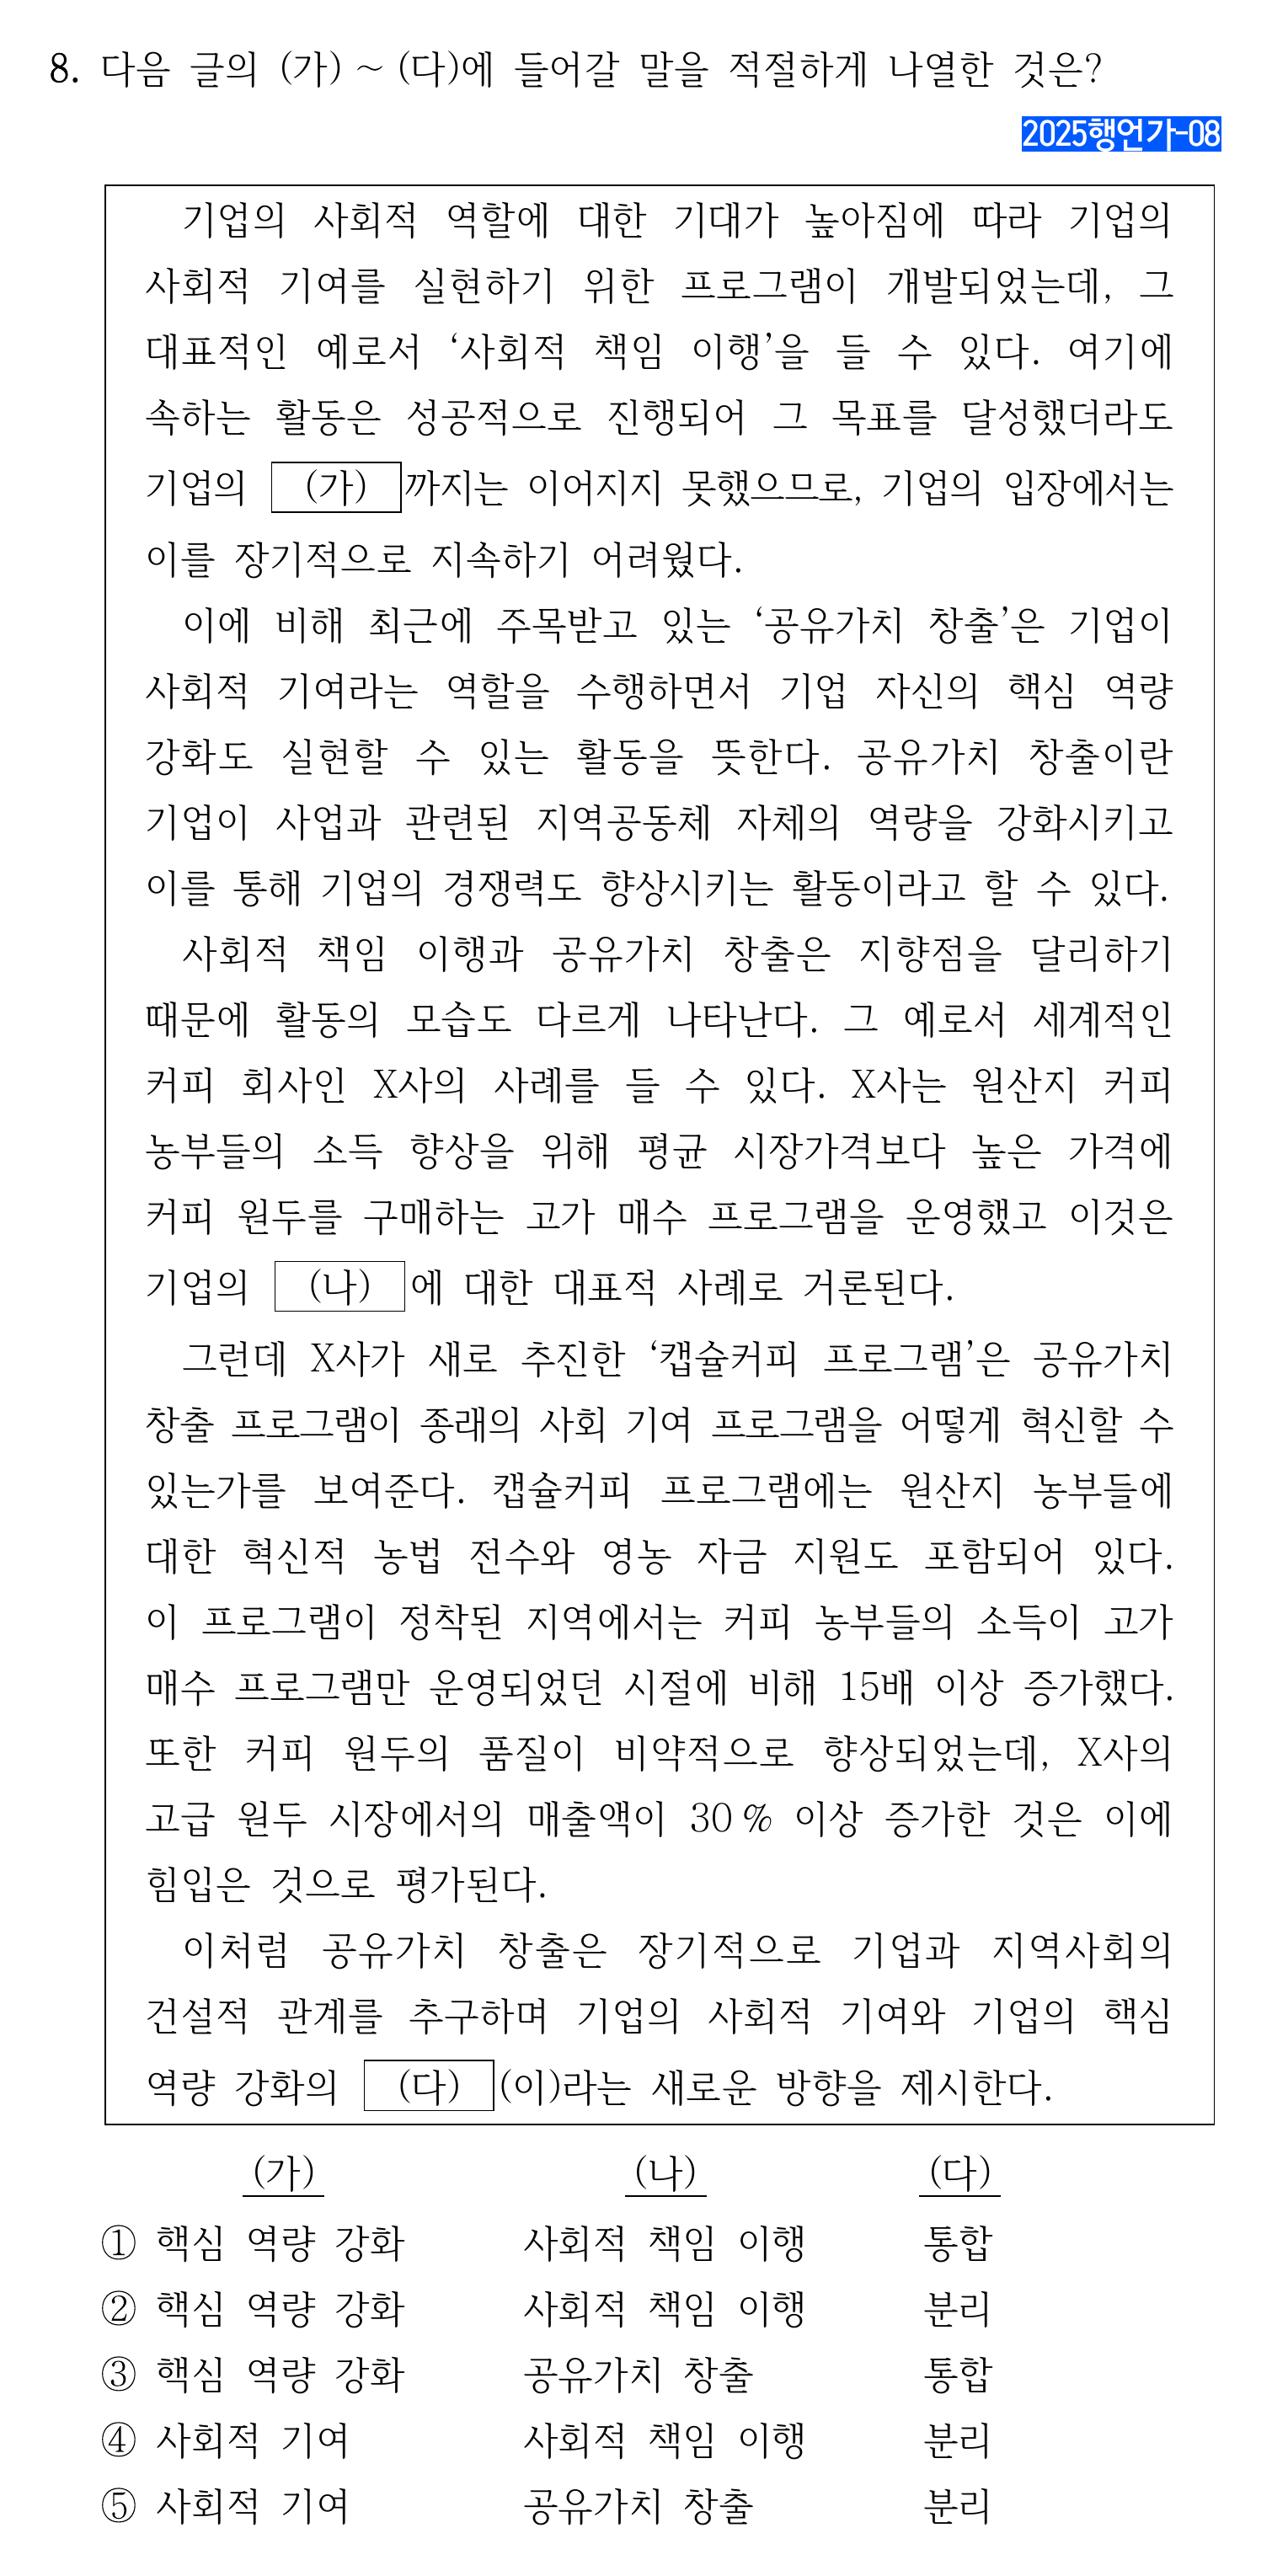 8. 다음 글의 (가) ~ (다)에 들어갈 말을 적절하게 나열한 것은?
2025행언가-08
기업의 사회적 역할에 대한 기대가 높아짐에 따라 기업의
사회적 기여를 실현하기 위한 프로그램이 개발되었는데, 그
대표적인 예로서 ‘사회적 책임 이행’을 들 수 있다. 여기에
속하는 활동은 성공적으로 진행되어 그 목표를 달성했더라도
기업의 (가) 까지는 이어지지 못했으므로, 기업의 입장에서는
이를 장기적으로 지속하기 어려웠다.
이에 비해 최근에 주목받고 있는 ‘공유가치 창출’은 기업이
사회적 기여라는 역할을 수행하면서 기업 자신의 핵심 역량
강화도 실현할 수 있는 활동을 뜻한다. 공유가치 창출이란
기업이 사업과 관련된 지역공동체 자체의 역량을 강화시키고
이를 통해 기업의 경쟁력도 향상시키는 활동이라고 할 수 있다.
사회적 책임 이행과 공유가치 창출은 지향점을 달리하기
때문에 활동의 모습도 다르게 나타난다. 그 예로서 세계적인
커피 회사인 X사의 사례를 들 수 있다. X사는 원산지 커피
농부들의 소득 향상을 위해 평균 시장가격보다 높은 가격에
커피 원두를 구매하는 고가 매수 프로그램을 운영했고 이것은
기업의 (나) 에 대한 대표적 사례로 거론된다.
그런데 X사가 새로 추진한 ‘캡슐커피 프로그램’은 공유가치
창출 프로그램이 종래의 사회 기여 프로그램을 어떻게 혁신할 수
있는가를 보여준다. 캡슐커피 프로그램에는 원산지 농부들에
대한 혁신적 농법 전수와 영농 자금 지원도 포함되어 있다.
이 프로그램이 정착된 지역에서는 커피 농부들의 소득이 고가
매수 프로그램만 운영되었던 시절에 비해 15배 이상 증가했다.
또한 커피 원두의 품질이 비약적으로 향상되었는데, X사의
고급 원두 시장에서의 매출액이 30 % 이상 증가한 것은 이에
힘입은 것으로 평가된다.
이처럼 공유가치 창출은 장기적으로 기업과 지역사회의
건설적 관계를 추구하며 기업의 사회적 기여와 기업의 핵심
역량 강화의 (다) (이)라는 새로운 방향을 제시한다.
(가) (나) (다)
① 핵심 역량 강화 사회적 책임 이행 통합
② 핵심 역량 강화 사회적 책임 이행 분리
③ 핵심 역량 강화 공유가치 창출 통합
④ 사회적 기여 사회적 책임 이행 분리
⑤ 사회적 기여 공유가치 창출 분리